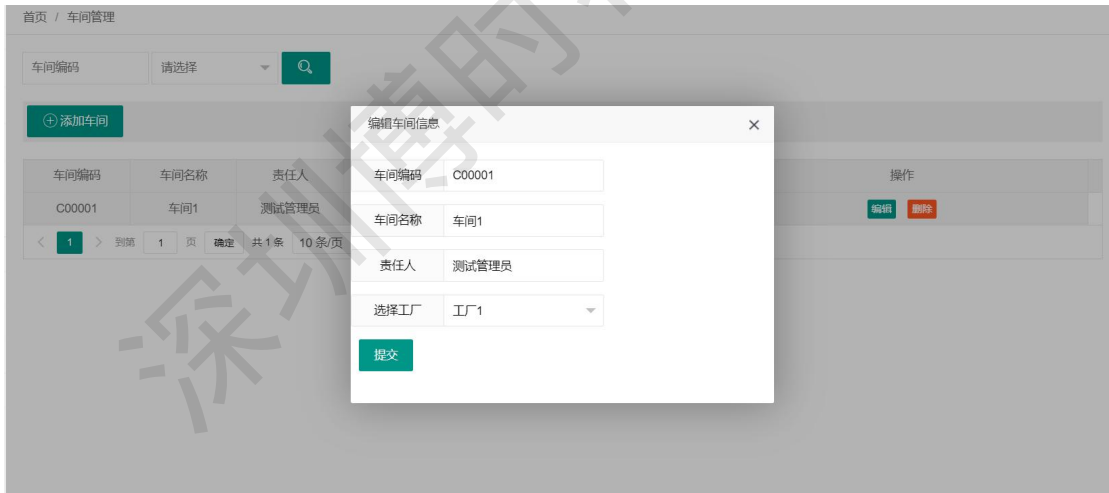 首页 / 车间管理
车间编码 请选择
添加车间
编辑车间信息
车间编码 车间名称 责任人 操作
C00001 车间1 测试管理员 编辑 删除
1 到第 1 页 确定 共 1 条 10 条/页
车间编码 C00001
车间名称 车间1
责任人 测试管理员
选择工厂 工厂1
提交
深圳博时